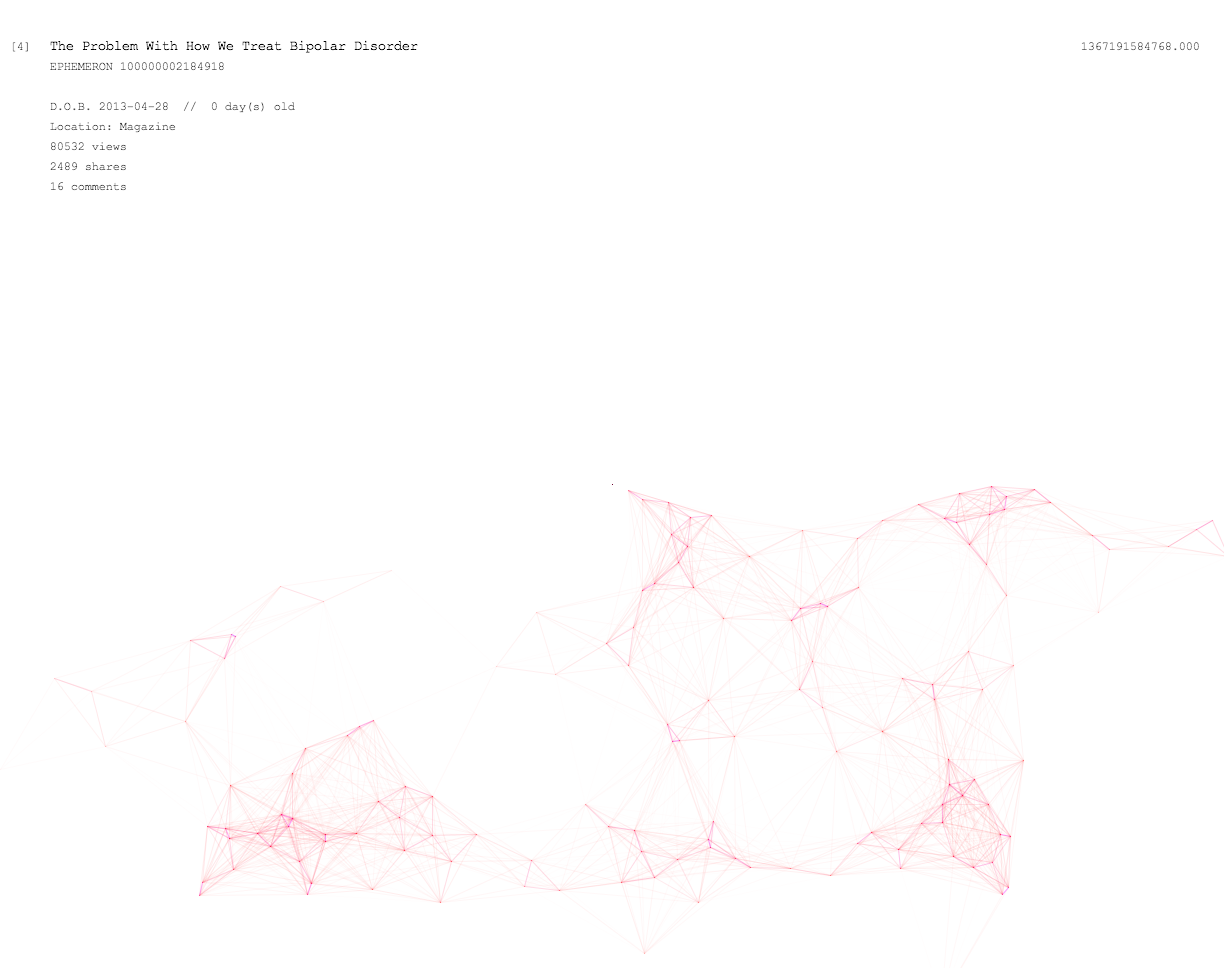 [4] The Problem With How We Treat Bipolar Disorder 1367191584768.000
EPHEMERON 100000002184918
D.O.B. 2013-04-28 // 0 day(s) old
Location: Magazine
80532 views
2489 shares
16 comments